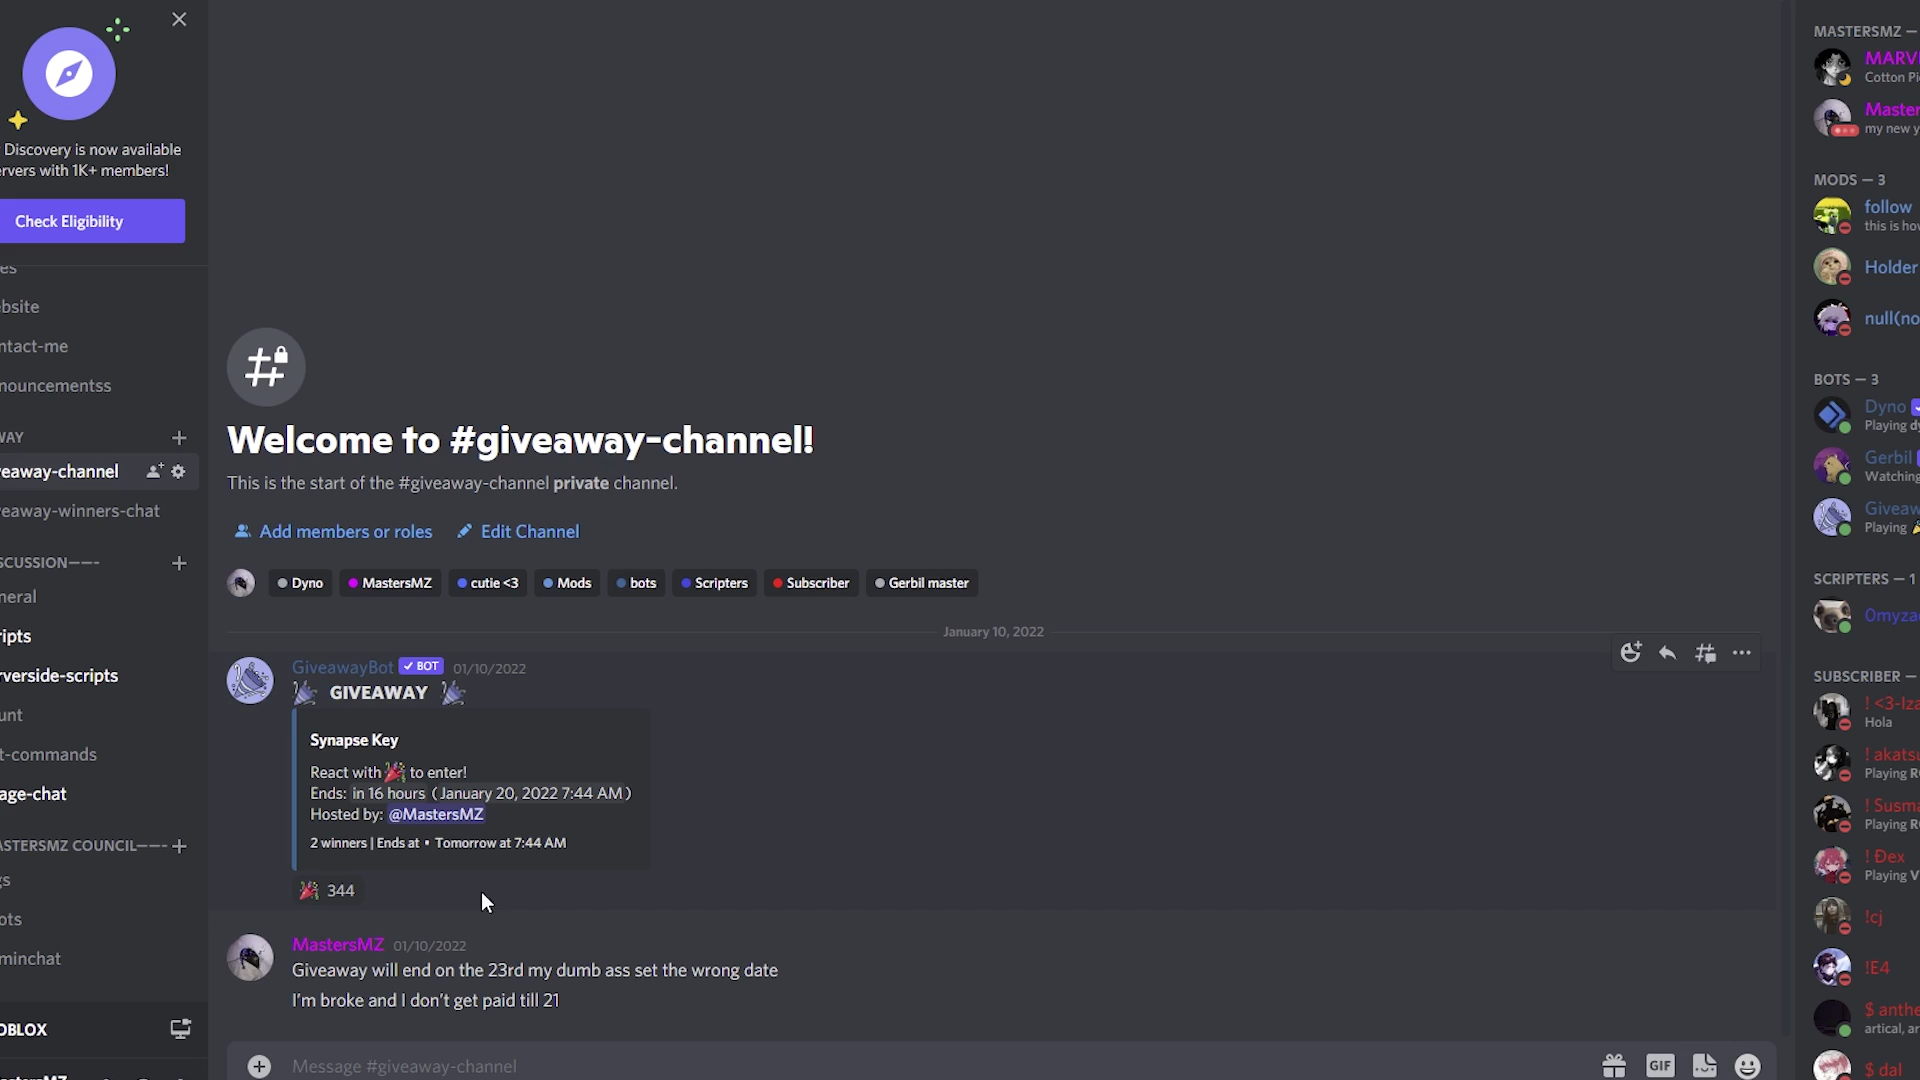 Discovery is now available
ervers with 1K+ members!
Check Eligibility
es
bsite
ntact-me
nouncementss
WAY
eaway-channel
eaway-winners-chat
SCUSSION——-
neral
ipts
rverside-scripts
unt
t-commands
age-chat
ASTERSMZ COUNCIL——-
gs
ots
minchat
OBLOX
Welcome to #giveaway-channel!
This is the start of the #giveaway-channel private channel.
Add members or roles Edit Channel
Dyno MastersMZ cutie <3 Mods bots Scripters Subscriber Gerbil master
January 10, 2022
GiveawayBot BOT 01/10/2022
GIVEAWAY
Synapse Key
React with 🎉 to enter!
Ends: in 16 hours (January 20, 2022 7:44 AM)
Hosted by: @MastersMZ
2 winners | Ends at • Tomorrow at 7:44 AM
344
MastersMZ 01/10/2022
Giveaway will end on the 23rd my dumb ass set the wrong date
I'm broke and I don't get paid till 21
Message #giveaway-channel
GIF
MASTERSMZ —
MARV
Cotton Pi
Master
my new y
MODS — 3
follow
this is ho
Holder
null(no
BOTS — 3
Dyno
Playing dy
Gerbil
Watching
Giveaw
Playing
SCRIPTERS — 1
0myza
SUBSCRIBER —
! <3-Iza
Hola
! akats
Playing R
! Susma
Playing R
! Dex
Playing V
!cj
!E4
$ anthe
artical, ar
$ dal